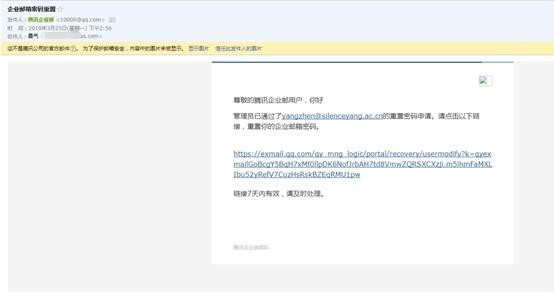 企业邮箱密码重置
发件人：腾讯企业邮 <10000@qq.com>
时 间：2019年3月25日(星期一) 下午2:56
收件人：勇气 qq.com>
这不是腾讯公司的官方邮件。 为了保护邮箱安全，内容中的图片未被显示。 显示图片 信任此发件人的图片
尊敬的腾讯企业邮用户，你好
管理员已通过了yangzhen@silenceyang.ac.cn的重置密码申请。请点击以下链
接，重置你的企业邮箱密码。
https://exmail.qq.com/qy_mng_logic/portal/recovery/usermodify?k=qyex
mailGoBcgY5BqH7xMf0llpDK6NofJrbAH7td8VmwZQRSXCXzJj.m5lhmFaMXL
Ibu52yRefV7CuzHsRskBZEqRMU1pw
链接7天内有效，请及时处理。
腾讯企业邮团队